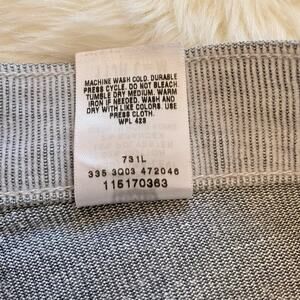 MACHINE WASH COLD. DURABLE
PRESS CYCLE. DO NOT BLEACH.
TUMBLE DRY MEDIUM. WARM
IRON IF NEEDED. WASH AND
DRY WITH LIKE COLORS. USE
PRESS CLOTH.
WPL 423
731L
335 3Q03 472046
115170363